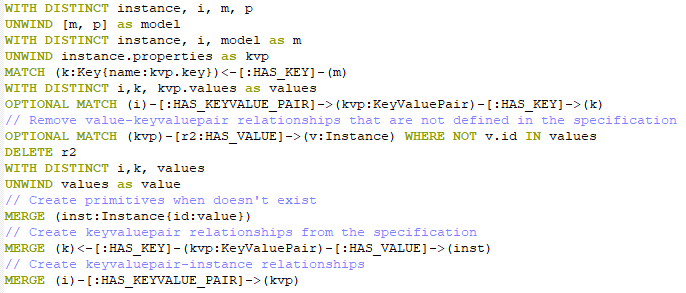 WITH DISTINCT instance, i, m, p
UNWIND [m, p] as model
WITH DISTINCT instance, i, model as m
UNWIND instance.properties as kvp
MATCH (k:Key{name:kvp.key})<-[:HAS_KEY]-(m)
WITH DISTINCT i,k, kvp.values as values
OPTIONAL MATCH (i)-[:HAS_KEYVALUE_PAIR]->(kvp:KeyValuePair)-[:HAS_KEY]->(k)
// Remove value-keyvaluepair relationships that are not defined in the specification
OPTIONAL MATCH (kvp)-[r2:HAS_VALUE]->(v:Instance) WHERE NOT v.id IN values
DELETE r2
WITH DISTINCT i,k, values
UNWIND values as value
// Create primitives when doesn't exist
MERGE (inst:Instance{id:value})
// Create keyvaluepair relationships from the specification
MERGE (k)<-[:HAS_KEY]-(kvp:KeyValuePair)-[:HAS_VALUE]->(inst)
// Create keyvaluepair-instance relationships
MERGE (i)-[:HAS_KEYVALUE_PAIR]->(kvp)